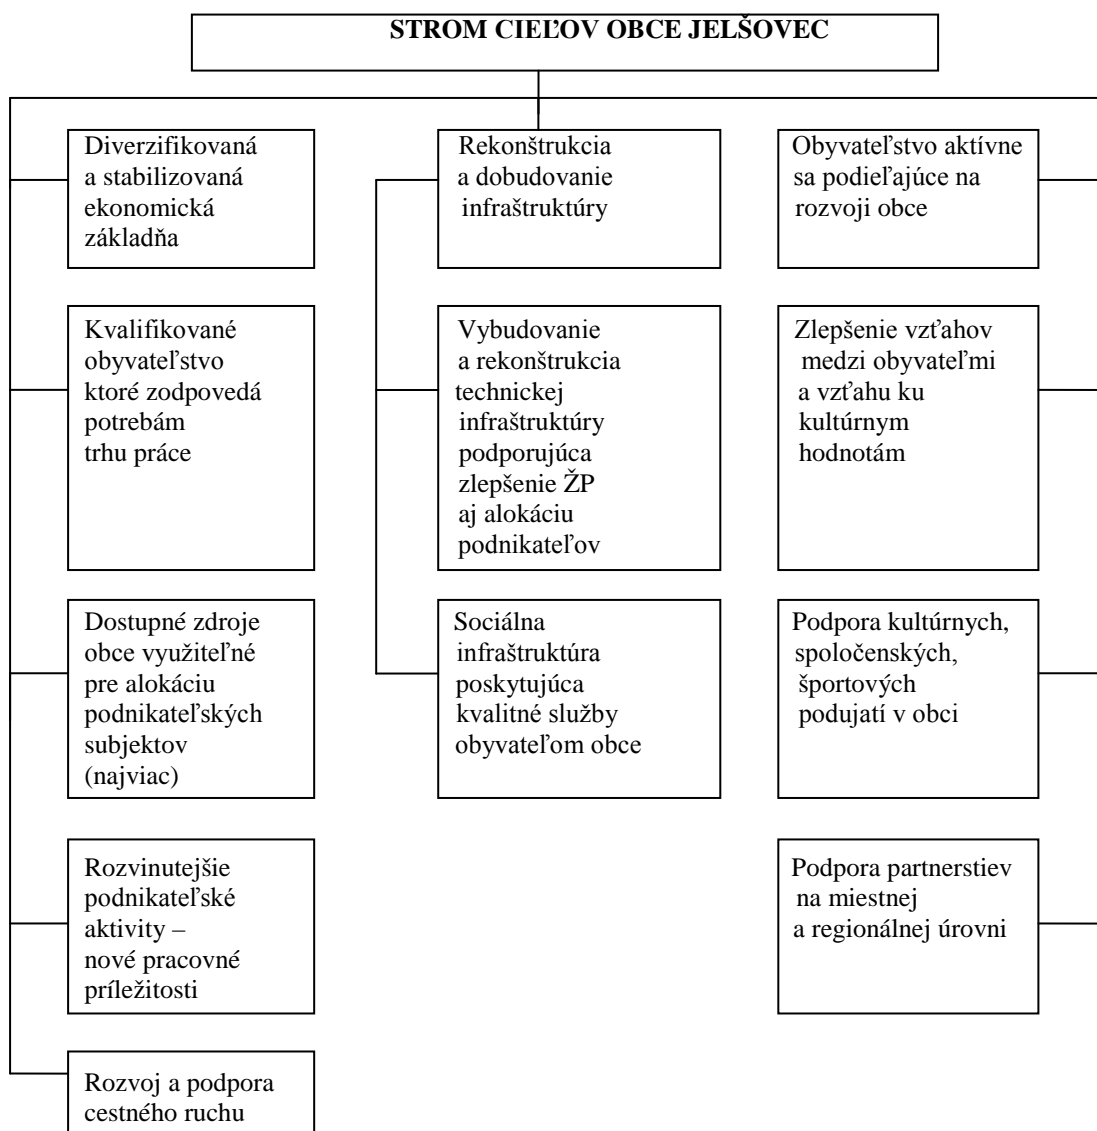 STROM CIEĽOV OBCE JELŠOVEC
Diverzifikovaná
a stabilizovaná
ekonomická
základňa
Kvalifikované
obyvateľstvo
ktoré zodpovedá
potrebám
trhu práce
Dostupné zdroje
obce využiteľné
pre alokáciu
podnikateľských
subjektov
(najviac)
Rozvinutejšie
podnikateľské
aktivity –
nové pracovné
príležitosti
Rozvoj a podpora
cestného ruchu
Rekonštrukcia
a dobudovanie
infraštruktúry
Vybudovanie
a rekonštrukcia
technickej
infraštruktúry
podporujúca
zlepšenie ŽP
aj alokáciu
podnikateľov
Sociálna
infraštruktúra
poskytujúca
kvalitné služby
obyvateľom obce
Obyvateľstvo aktívne
sa podieľajúce na
rozvoji obce
Zlepšenie vzťahov
medzi obyvateľmi
a vzťahu ku
kultúrnym
hodnotám
Podpora kultúrnych,
spoločenských,
športových
podujatí v obci
Podpora partnerstiev
na miestnej
a regionálnej úrovni